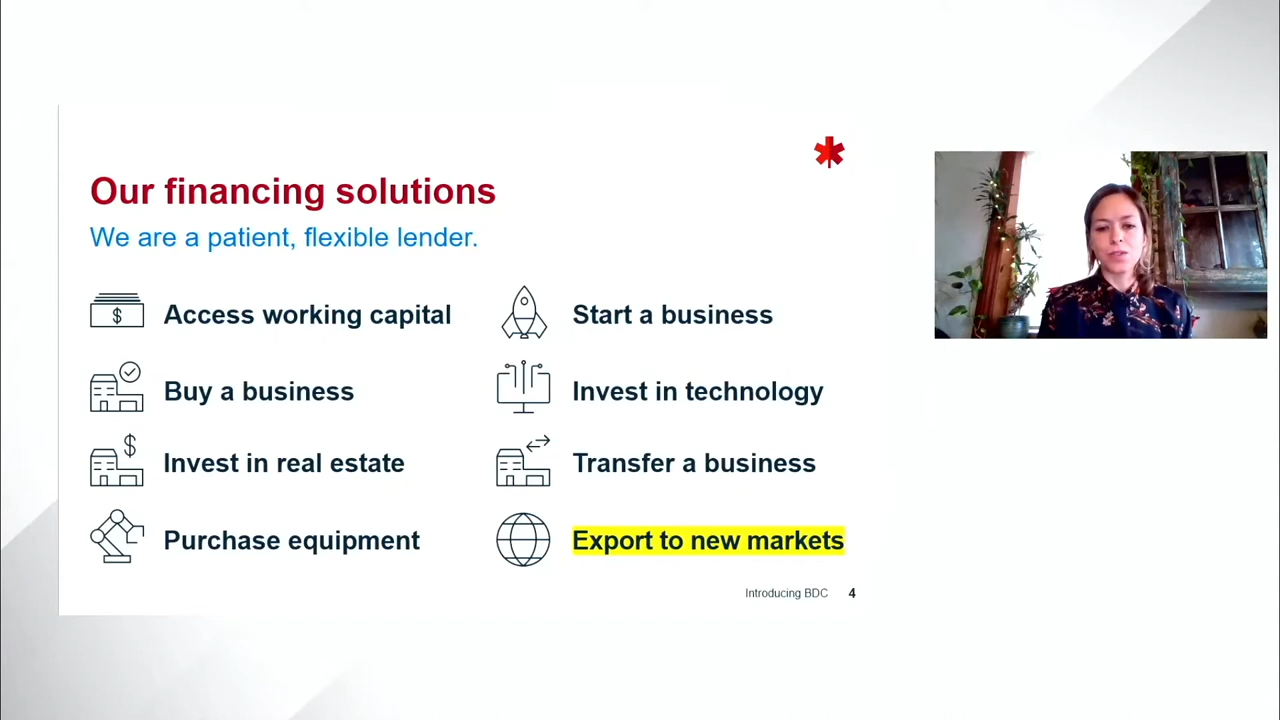 Our financing solutions
We are a patient, flexible lender.
$
Access working capital
Start a business
Buy a business
Invest in technology
$
Invest in real estate
Transfer a business
Purchase equipment
Export to new markets
Introducing BDC 4